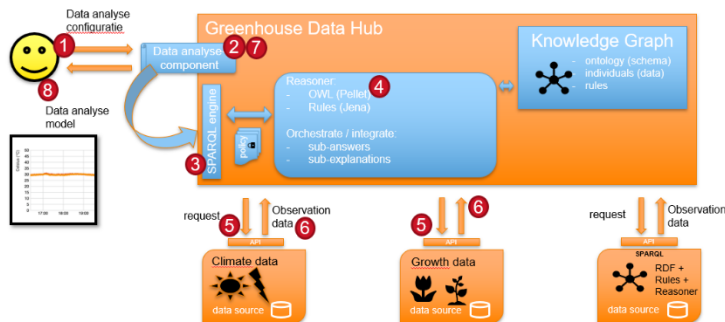 Data analyse
configuratie
1
8
Data analyse
model
Greenhouse Data Hub
Data analyse
component
2
7
SPARQL engine
3
policy
Reasoner:
- OWL (Pellet)
- Rules (Jena)
4
Orchestrate / integrate:
- sub-answers
- sub-explanations
Knowledge Graph
- ontology (schema)
- individuals (data)
- rules
request
5
Observation
data
6
API
Climate data
data source
5
6
API
Growth data
data source
request
Observation
data
API
SPARQL
RDF +
Rules +
Reasoner
data source